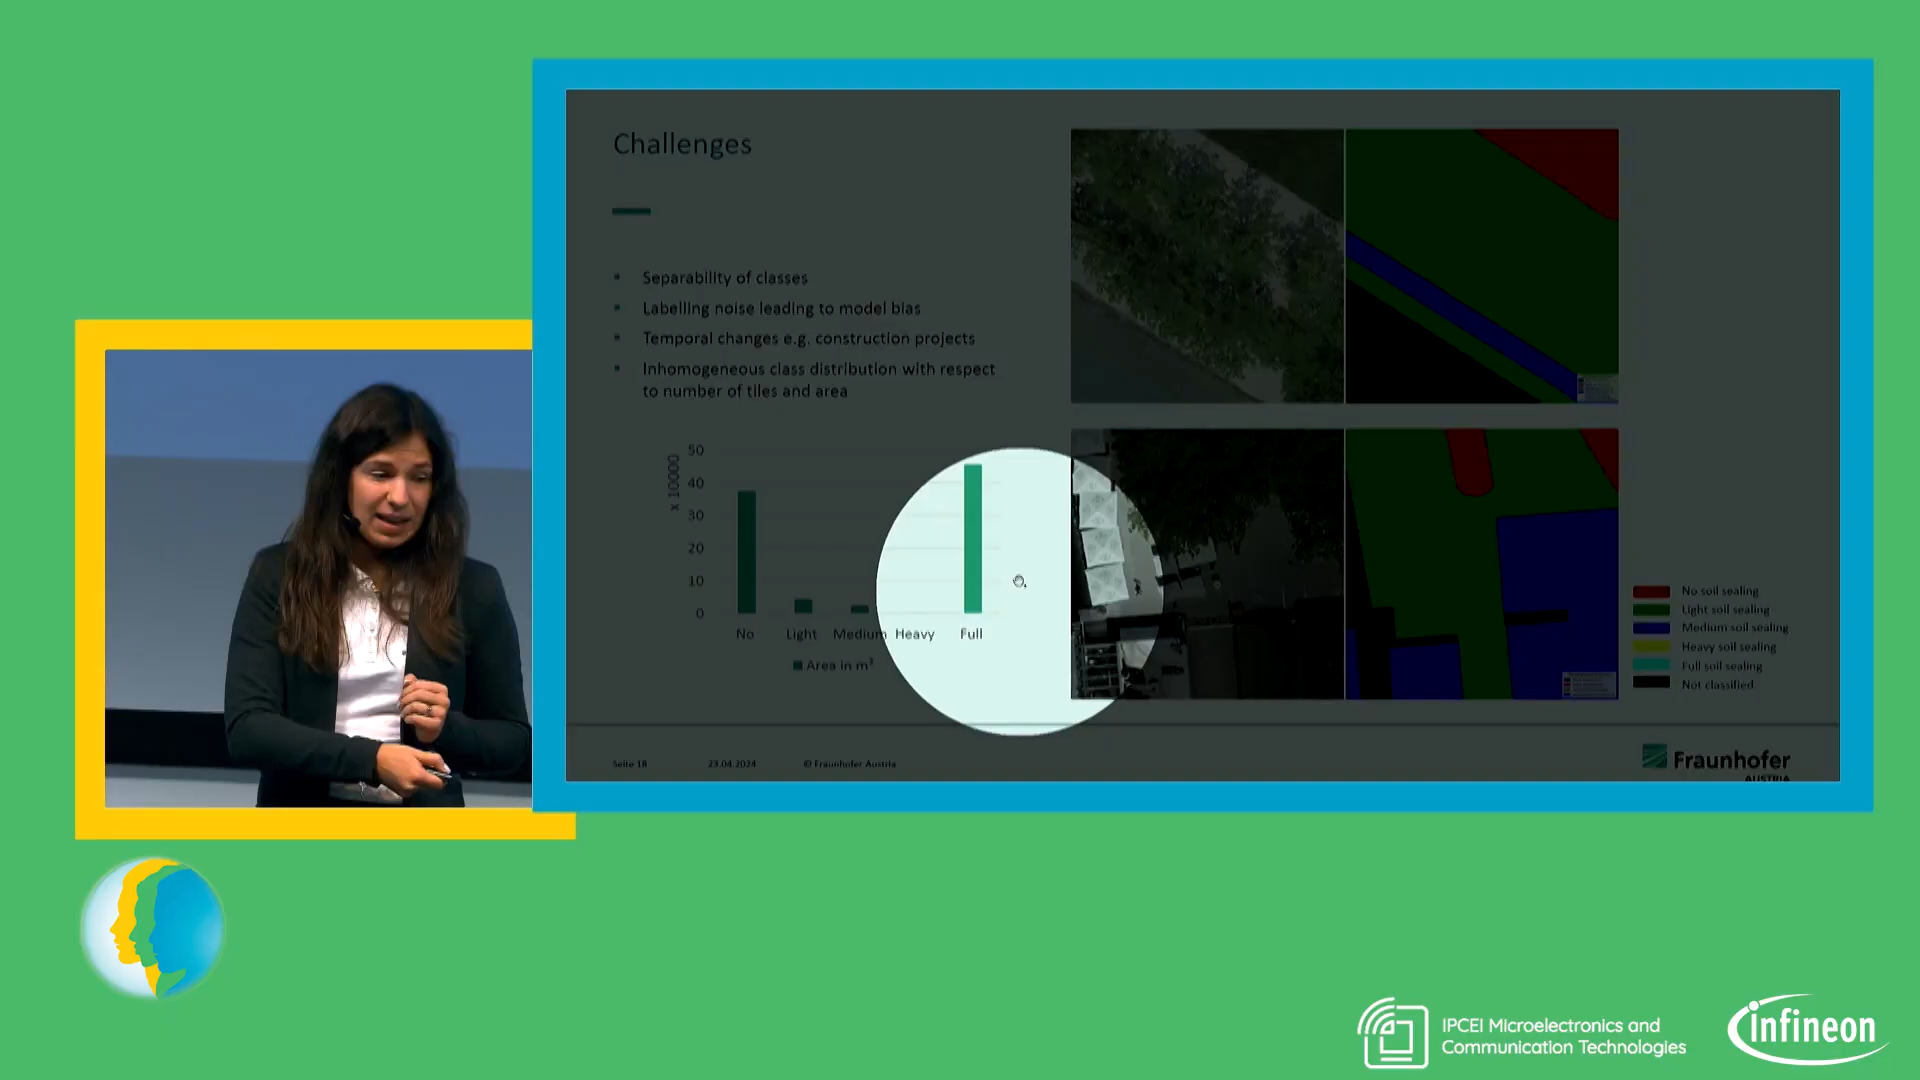 Challenges
Separability of classes
Labelling noise leading to model bias
Temporal changes e.g. construction projects
Inhomogeneous class distribution with respect
to number of tiles and area
x 10000
50
40
30
20
10
0
No Light Medium Heavy Full
Area in m³
No soil sealing
Light soil sealing
Medium soil sealing
Heavy soil sealing
Full soil sealing
Not classified
Seite 18 23.04.2024 © Fraunhofer Austria
Fraunhofer
AUSTRIA
IPCEI Microelectronics and
Communication Technologies
infineon